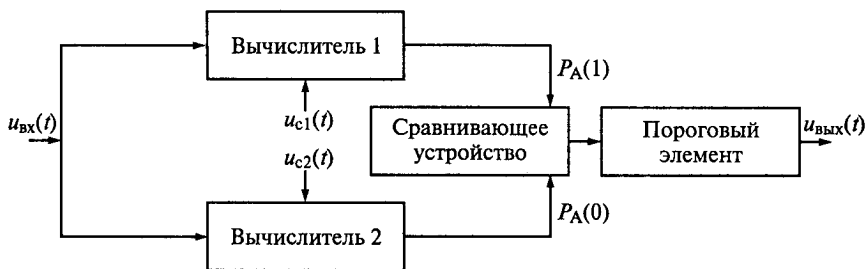 Вычислитель 1
P_A(1)
u_вх(t)
u_c1(t)
u_c2(t)
Сравнивающее
устройство
Пороговый
элемент
u_вых(t)
P_A(0)
Вычислитель 2